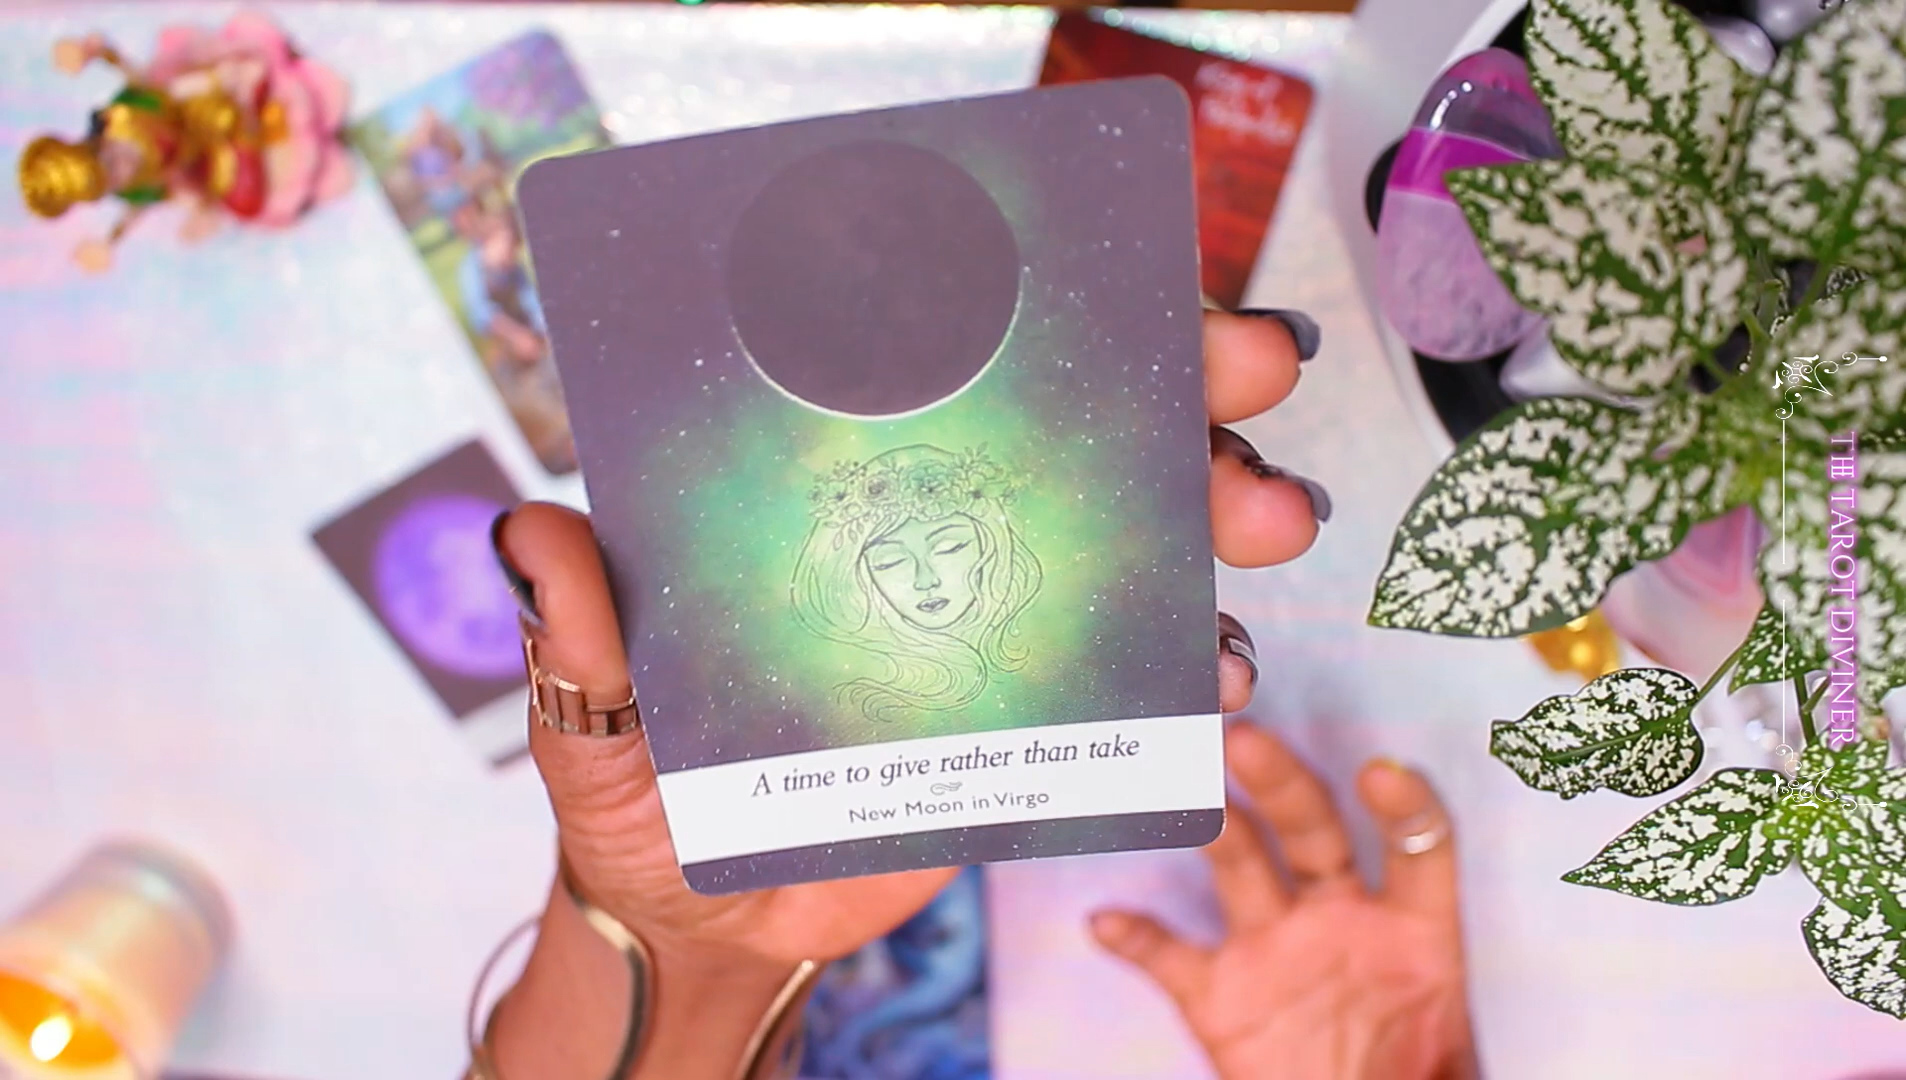 A time to give rather than take
New Moon in Virgo
THE TAROT DIVINER